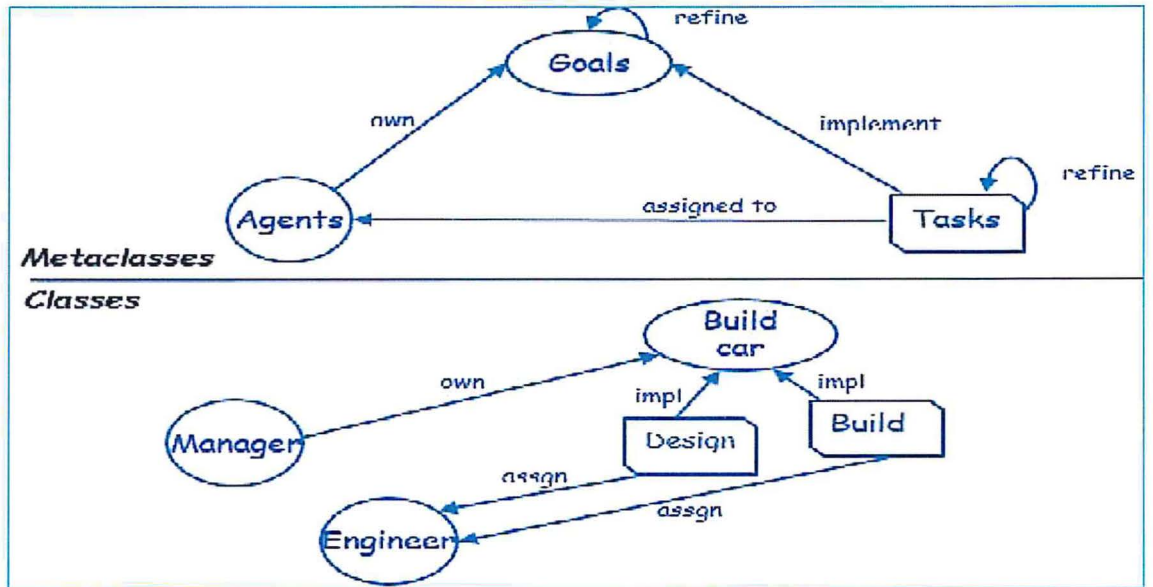 refine
Goals
own
implement
refine
Agents
assigned to
Tasks
Metaclasses
Classes
Build
car
own
impl
impl
Manager
Design
Build
assgn
assgn
Engineer